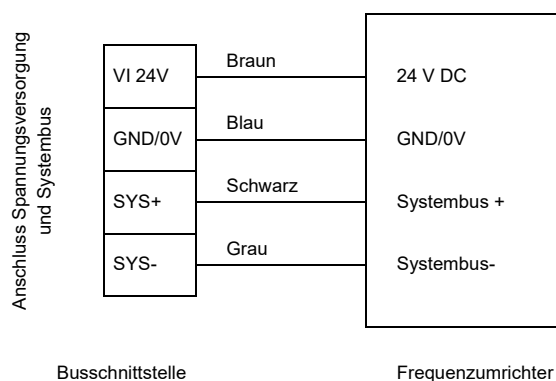 Anschluss Spannungsversorgung
und Systembus
VI 24V
Braun
24 V DC
GND/0V
Blau
GND/0V
SYS+
Schwarz
Systembus +
SYS-
Grau
Systembus-
Busschnittstelle
Frequenzumrichter